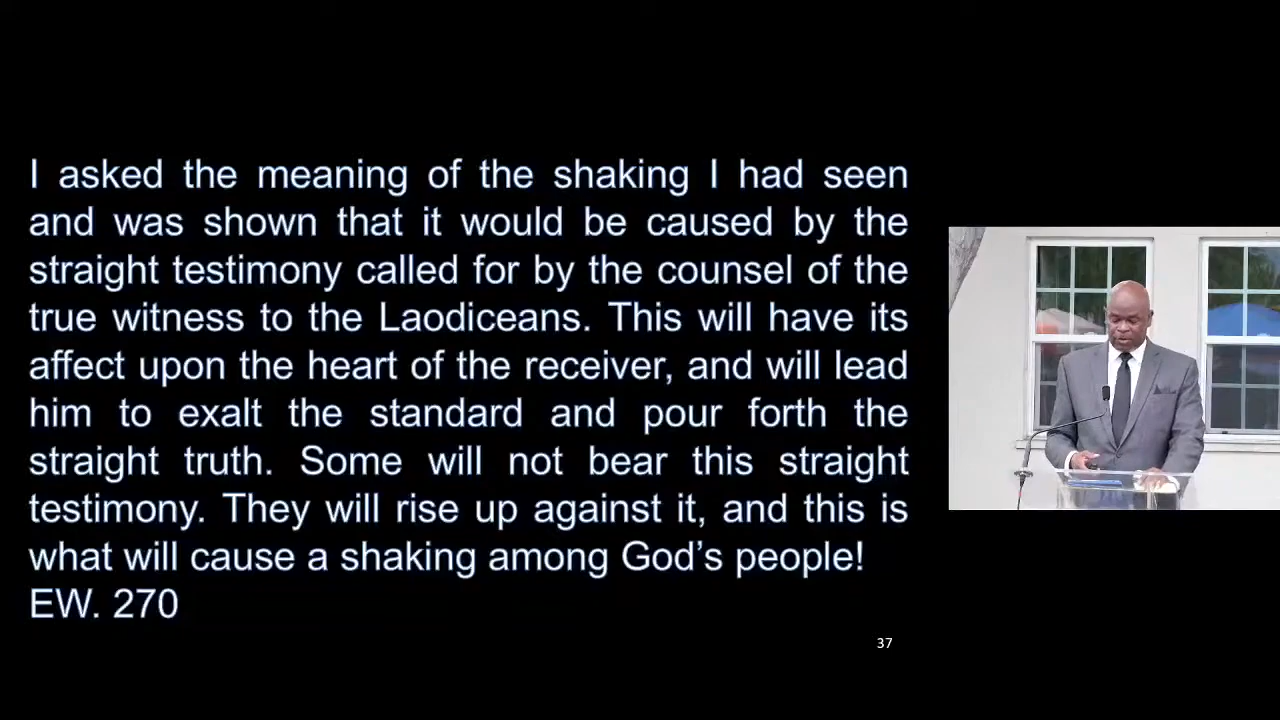 I asked the meaning of the shaking I had seen
and was shown that it would be caused by the
straight testimony called for by the counsel of the
true witness to the Laodiceans. This will have its
affect upon the heart of the receiver, and will lead
him to exalt the standard and pour forth the
straight truth. Some will not bear this straight
testimony. They will rise up against it, and this is
what will cause a shaking among God's people!
EW. 270
37